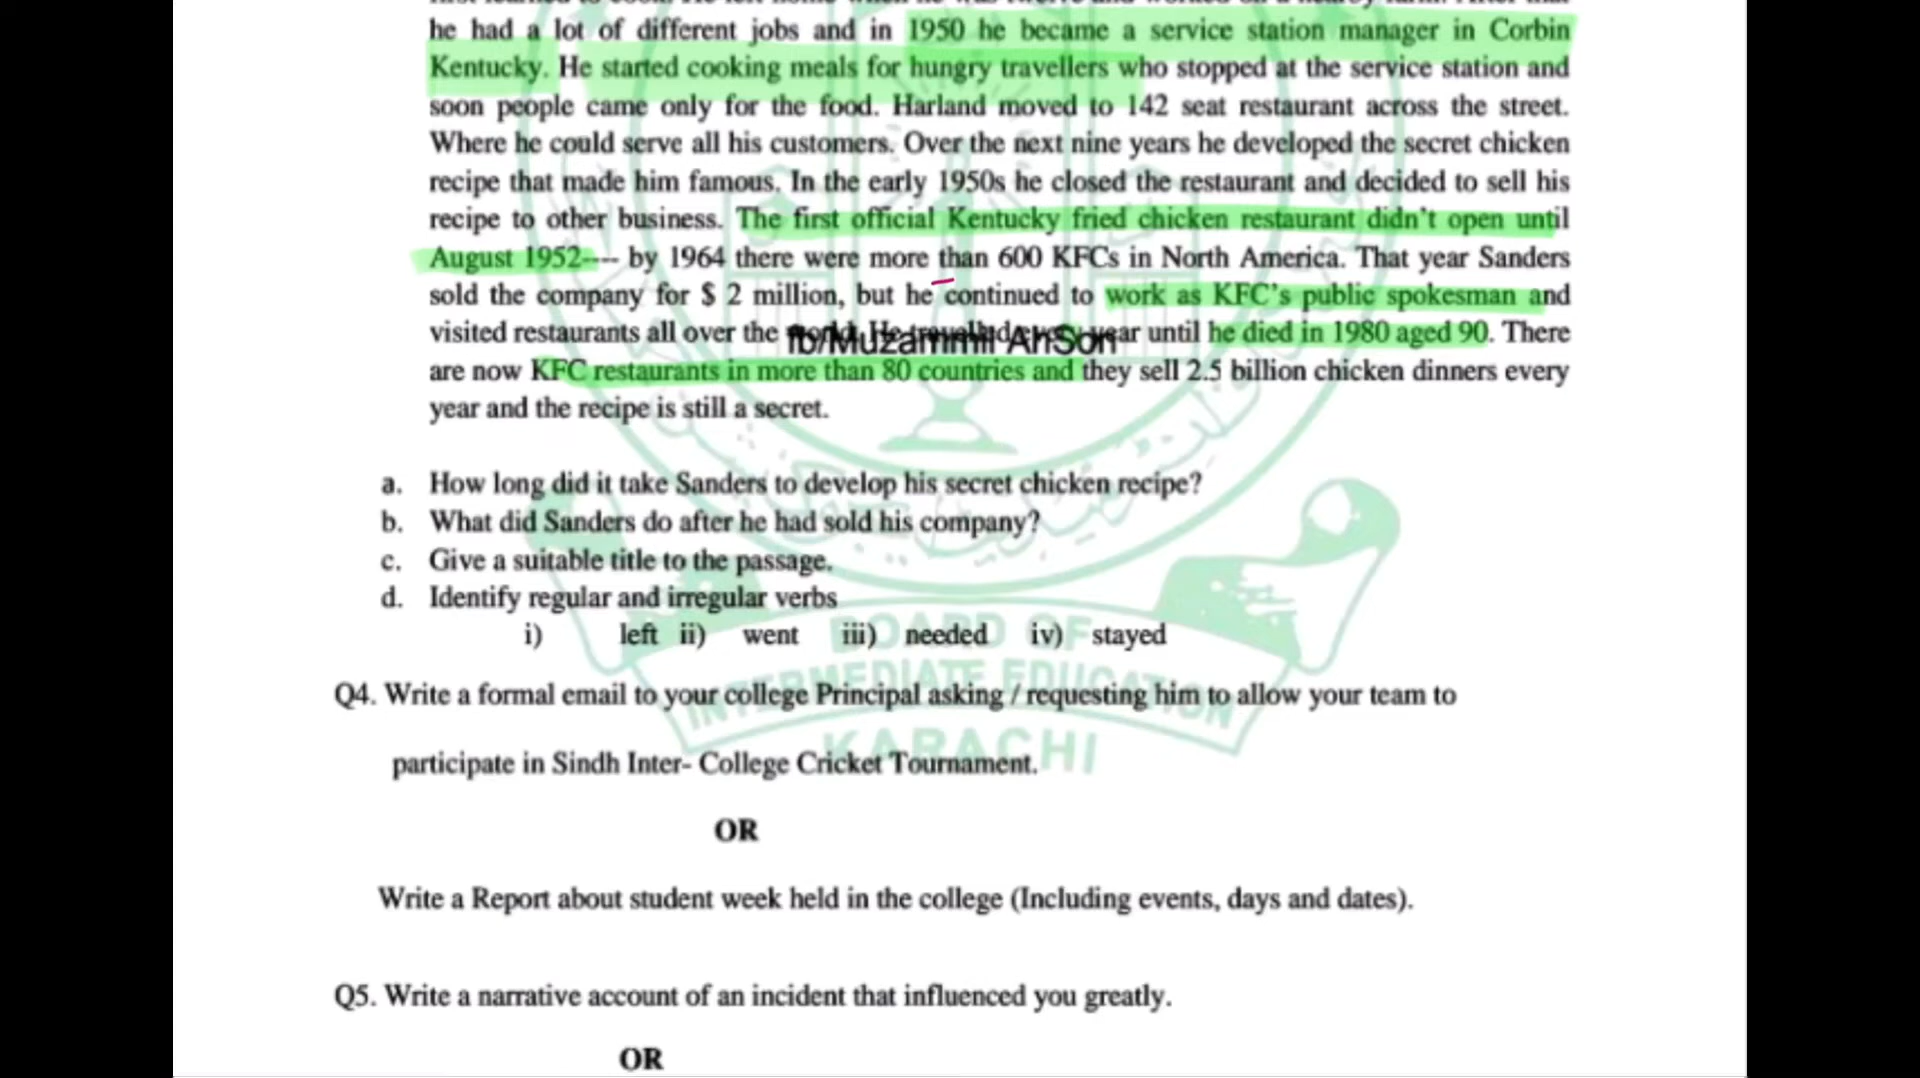 he had a lot of different jobs and in 1950 he became a service station manager in Corbin
Kentucky. He started cooking meals for hungry travellers who stopped at the service station and
soon people came only for the food. Harland moved to 142 seat restaurant across the street.
Where he could serve all his customers. Over the next nine years he developed the secret chicken
recipe that made him famous. In the early 1950s he closed the restaurant and decided to sell his
recipe to other business. The first official Kentucky fried chicken restaurant didn't open until
August 1952---- by 1964 there were more than 600 KFCs in North America. That year Sanders
sold the company for $ 2 million, but he continued to work as KFC's public spokesman and
visited restaurants all over the until he died in 1980 aged 90. There
fb/Muzammil AhSon
are now KFC restaurants in more than 80 countries and they sell 2.5 billion chicken dinners every
year and the recipe is still a secret.
a. How long did it take Sanders to develop his secret chicken recipe?
b. What did Sanders do after he had sold his company?
c. Give a suitable title to the passage.
d. Identify regular and irregular verbs
i) left ii) went iii) needed iv) stayed
Q4. Write a formal email to your college Principal asking / requesting him to allow your team to
participate in Sindh Inter- College Cricket Tournament.
OR
Write a Report about student week held in the college (Including events, days and dates).
Q5. Write a narrative account of an incident that influenced you greatly.
OR
BOARD OF
INTERMEDIATE EDUCATION
KARACHI